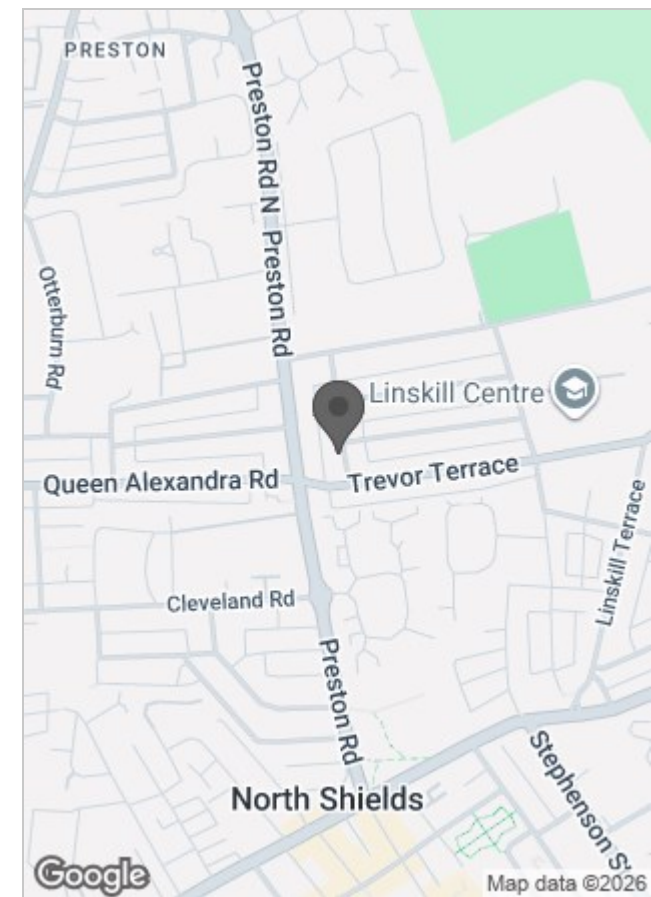 PRESTON
Preston Rd N
Preston Rd
Otterburn Rd
Linskill Centre
Queen Alexandra Rd
Trevor Terrace
Linskill Terrace
Cleveland Rd
Preston Rd
North Shields
Stephenson St
Google
Map data ©2026